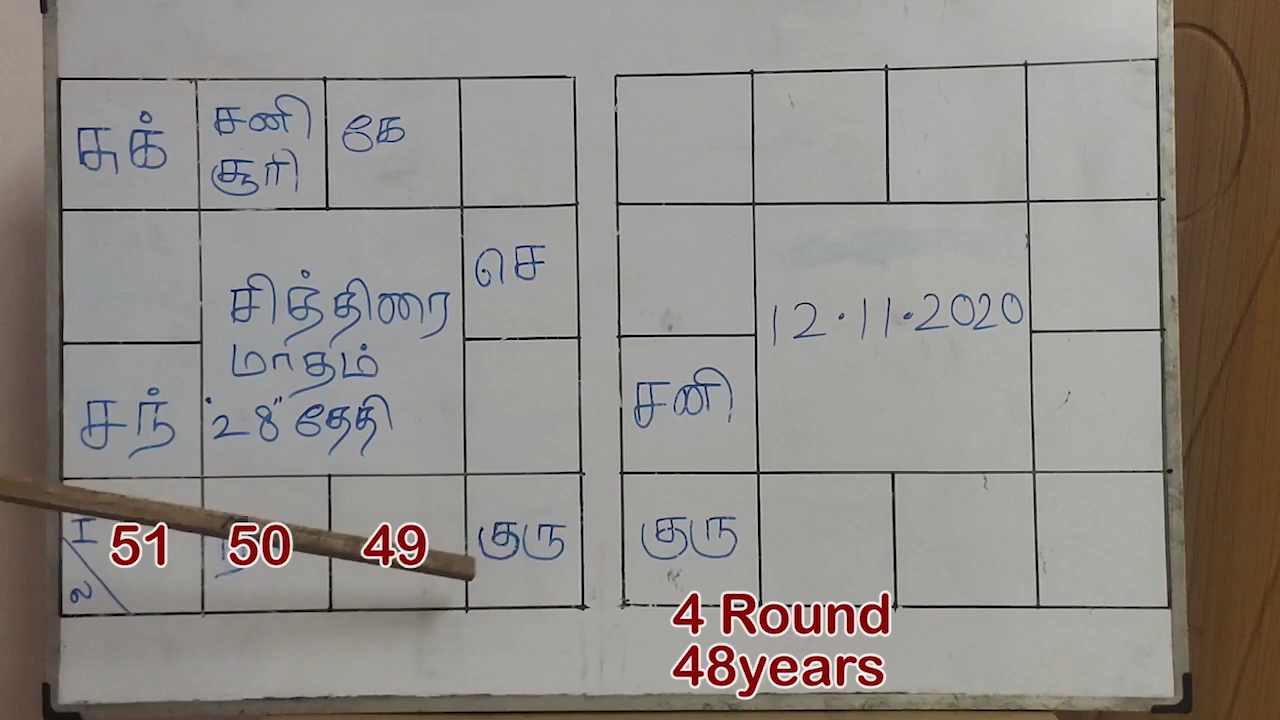 சுக்
சனி
சூரி
கே
செ
சித்திரை
மாதம்
"28" தேதி
சந்
ல
51
50
49
குரு
12.11.2020
சனி
குரு
4 Round
48years